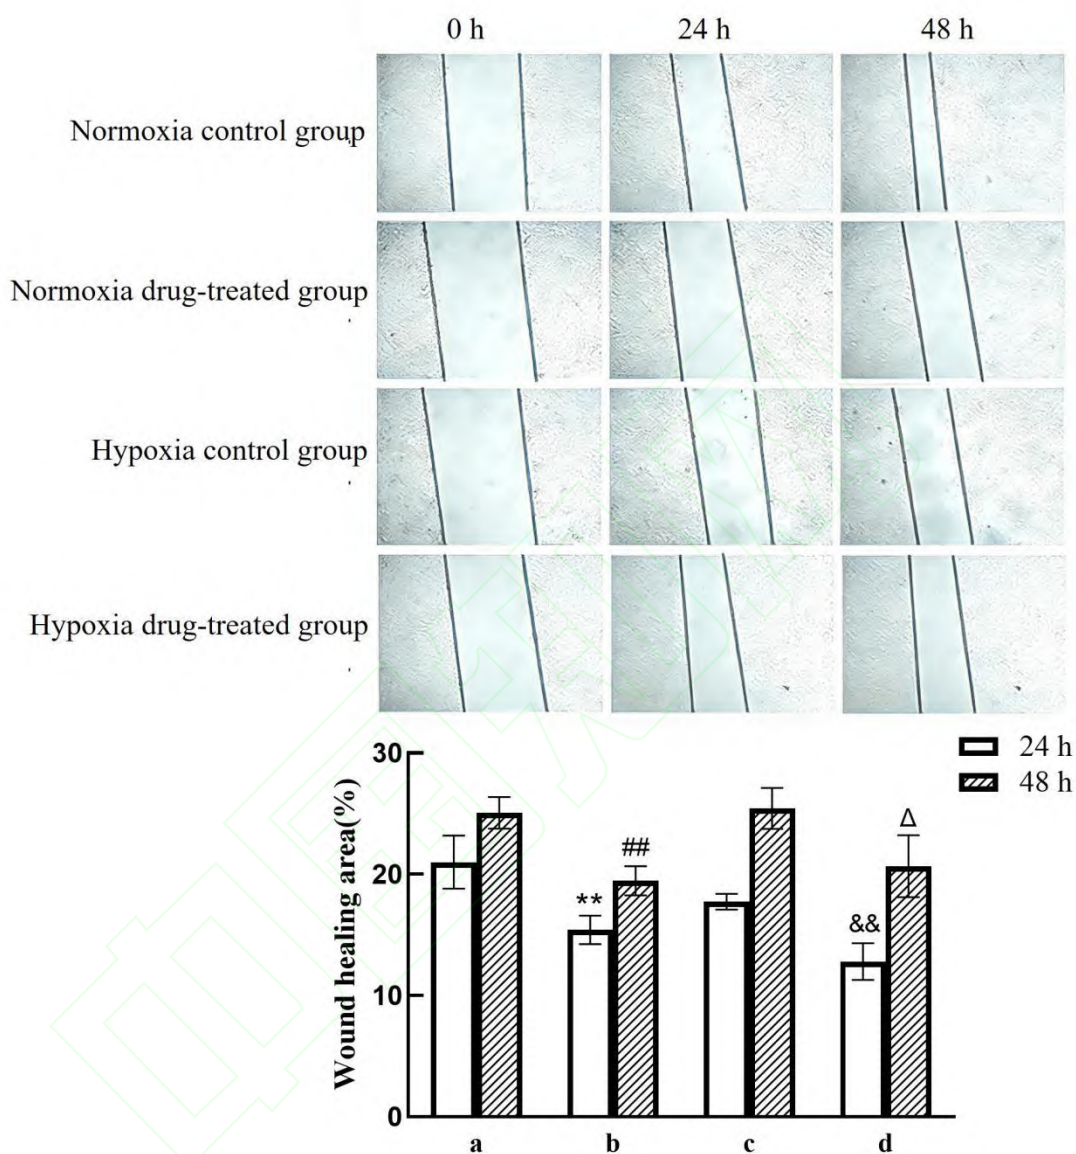 0 h 24 h 48 h
Normoxia control group
Normoxia drug-treated group
Hypoxia control group
Hypoxia drug-treated group
24 h
48 h
Wound healing area(%)
30
20
10
0
**
##
&&
Δ
a b c d